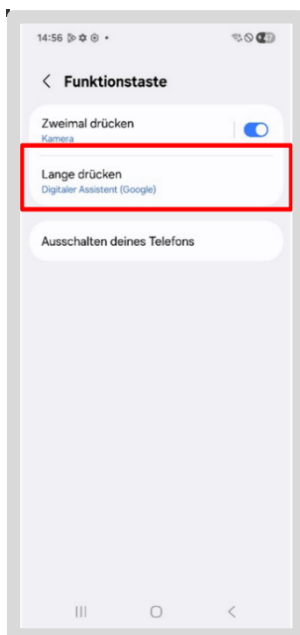 14:56
Funktionstaste
Zweimal drücken
Kamera
Lange drücken
Digitaler Assistent (Google)
Ausschalten deines Telefons